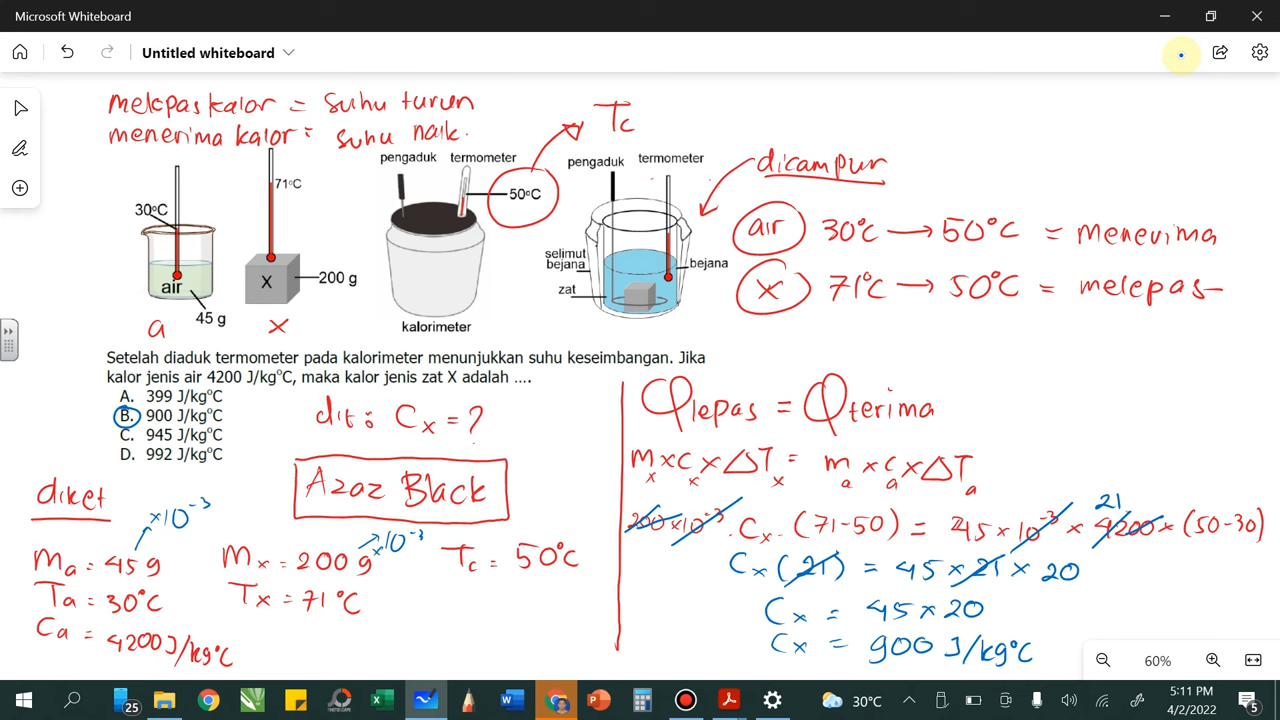 Microsoft Whiteboard
Untitled whiteboard
melepas kalor = suhu turun
menerima kalor = suhu naik.
Tc
pengaduk termometer
50°C
71°C
30°C
air
45 g
a
X
200 g
x
kalorimeter
pengaduk termometer
selimut bejana
bejana
zat
dicampur
air 30°C → 50°C = menerima
x 71°C → 50°C = melepas
Setelah diaduk termometer pada kalorimeter menunjukkan suhu keseimbangan. Jika
kalor jenis air 4200 J/kg°C, maka kalor jenis zat X adalah ....
A. 399 J/kg°C
B. 900 J/kg°C
C. 945 J/kg°C
D. 992 J/kg°C
dit : Cx = ?
Azaz Black
diket
×10⁻³
ma = 45 g
Ta = 30°C
Ca = 4200 J/kg°C
×10⁻³
Mx = 200 g
Tx = 71°C
Tc = 50°C
Qlepas = Qterima
mx × cx × ΔTx = ma × ca × ΔTa
21
200 × 10⁻³ . Cx . (71-50) = 45 × 10⁻³ × 4200 × (50-30)
Cx (21) = 45 × 21 × 20
Cx = 45 × 20
Cx = 900 J/kg°C
60%
25
30°C
5:11 PM
4/2/2022
5